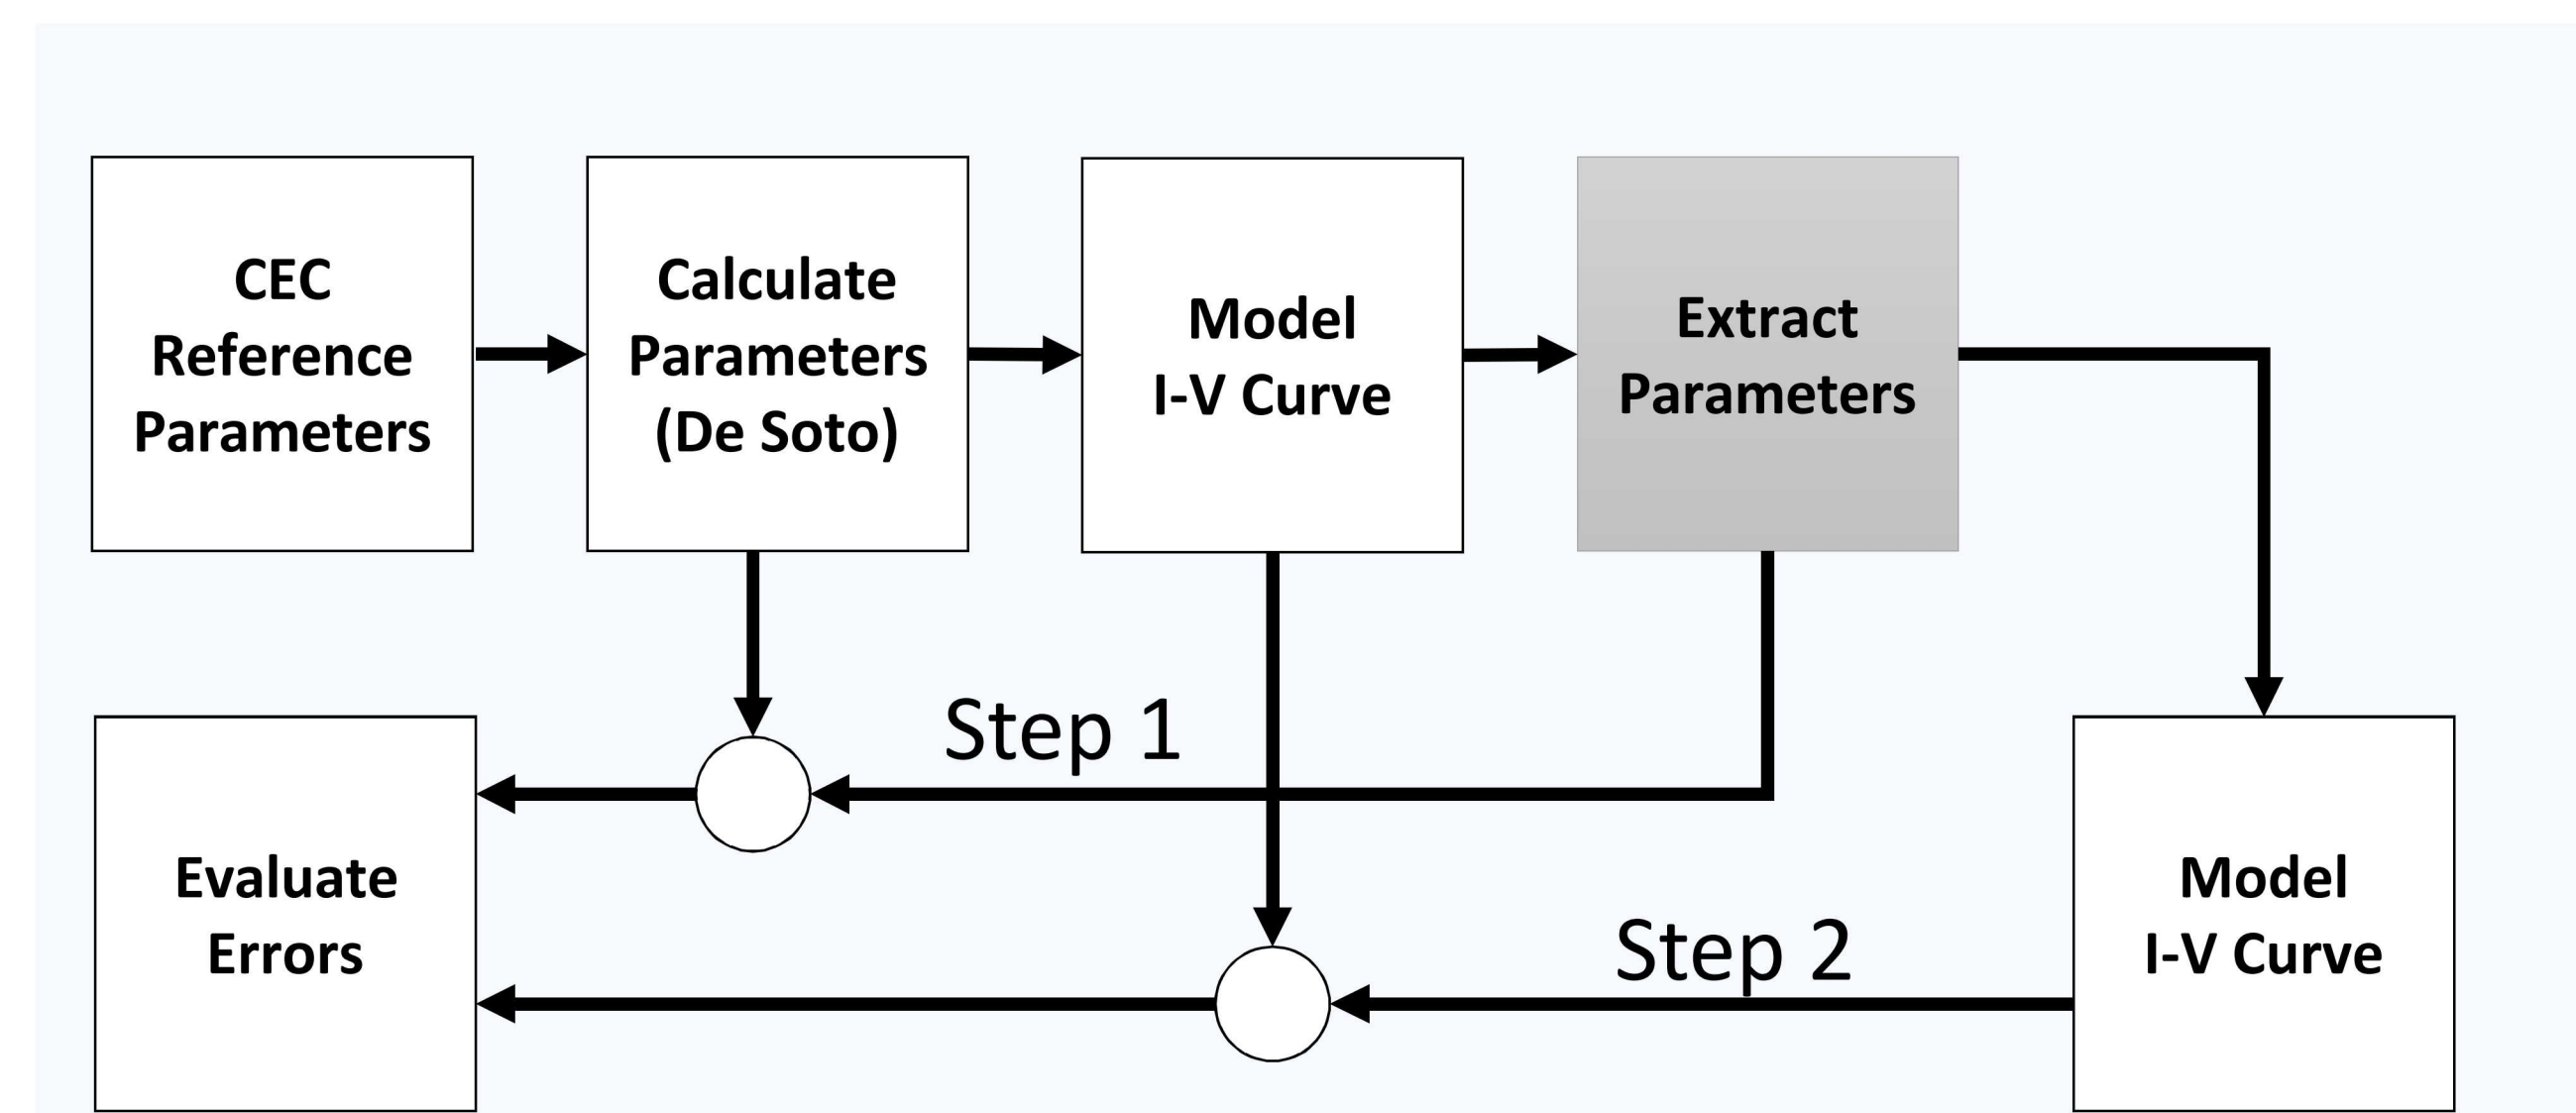 CEC
Reference
Parameters
Calculate
Parameters
(De Soto)
Model
I-V Curve
Extract
Parameters
Step 1
Evaluate
Errors
Step 2
Model
I-V Curve